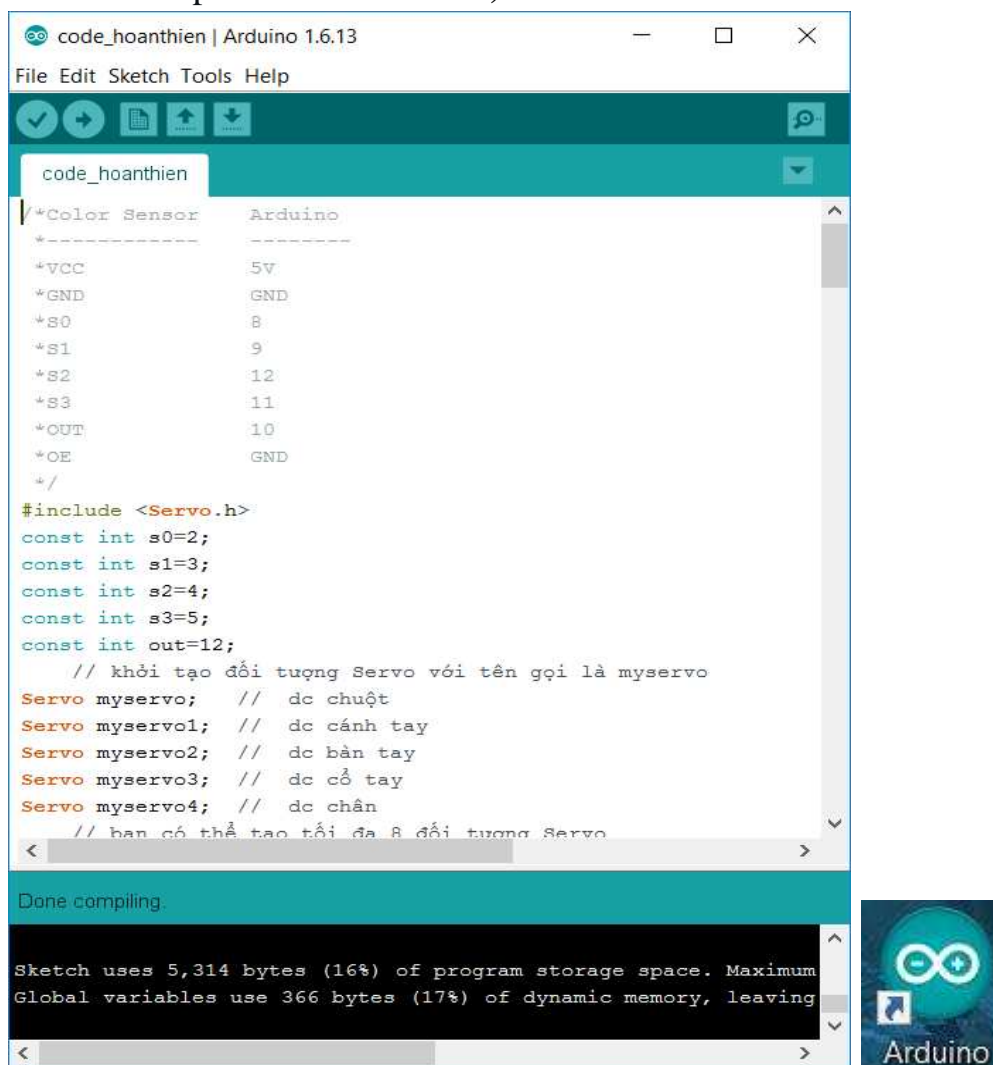 code_hoanthien | Arduino 1.6.13
File Edit Sketch Tools Help
code_hoanthien
/*Color Sensor Arduino
*------------ --------
*VCC 5V
*GND GND
*S0 8
*S1 9
*S2 12
*S3 11
*OUT 10
*OE GND
*/
#include <Servo.h>
const int s0=2;
const int s1=3;
const int s2=4;
const int s3=5;
const int out=12;
// khởi tạo đối tượng Servo với tên gọi là myservo
Servo myservo; // dc chuột
Servo myservo1; // dc cánh tay
Servo myservo2; // dc bàn tay
Servo myservo3; // dc cổ tay
Servo myservo4; // dc chân
// bạn có thể tạo tối đa 8 đối tượng Servo
Done compiling.
Sketch uses 5,314 bytes (16%) of program storage space. Maximum
Global variables use 366 bytes (17%) of dynamic memory, leaving
Arduino